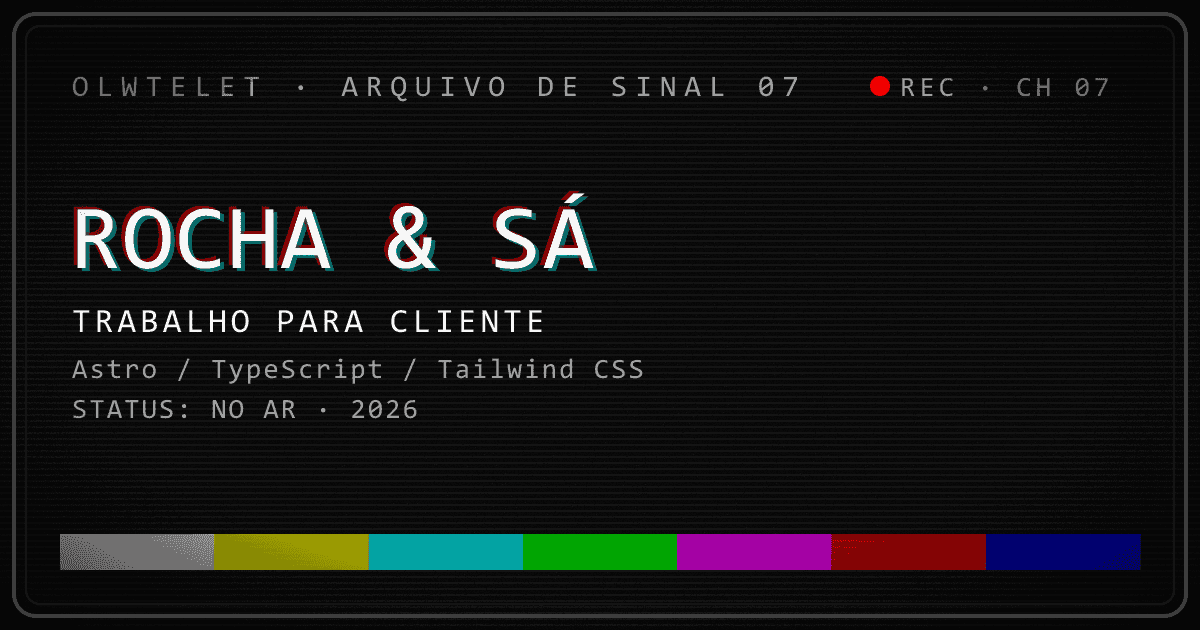 OLWTELET · ARQUIVO DE SINAL 07
REC · CH 07
ROCHA & SÁ
TRABALHO PARA CLIENTE
Astro / TypeScript / Tailwind CSS
STATUS: NO AR · 2026